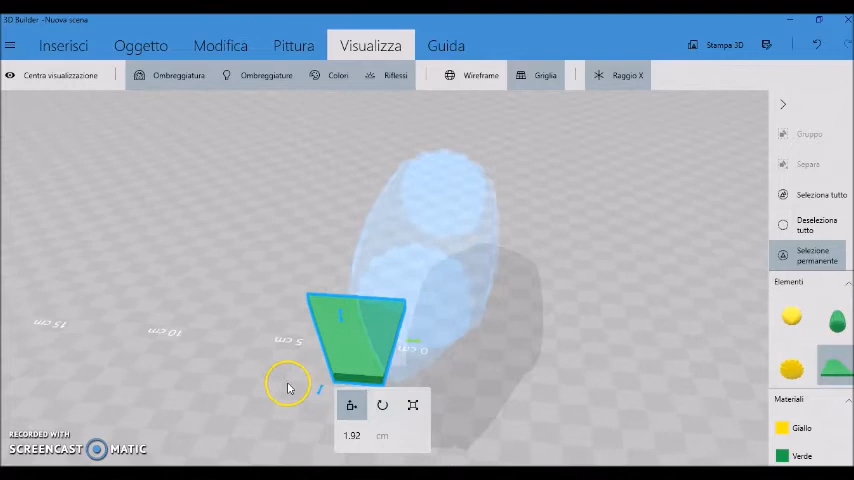 3D Builder -Nuova scena
Inserisci
Oggetto
Modifica
Pittura
Visualizza
Guida
Stampa 3D
Centra visualizzazione
Ombreggiatura
Ombreggiature
Colori
Riflessi
Wireframe
Griglia
Raggio X
Gruppo
Separa
Seleziona tutto
Deseleziona
tutto
Selezione
permanente
Elementi
15 cm
10 cm
5 cm
0 cm
1.92 cm
Materiali
Giallo
Verde
RECORDED WITH
SCREENCAST MATIC